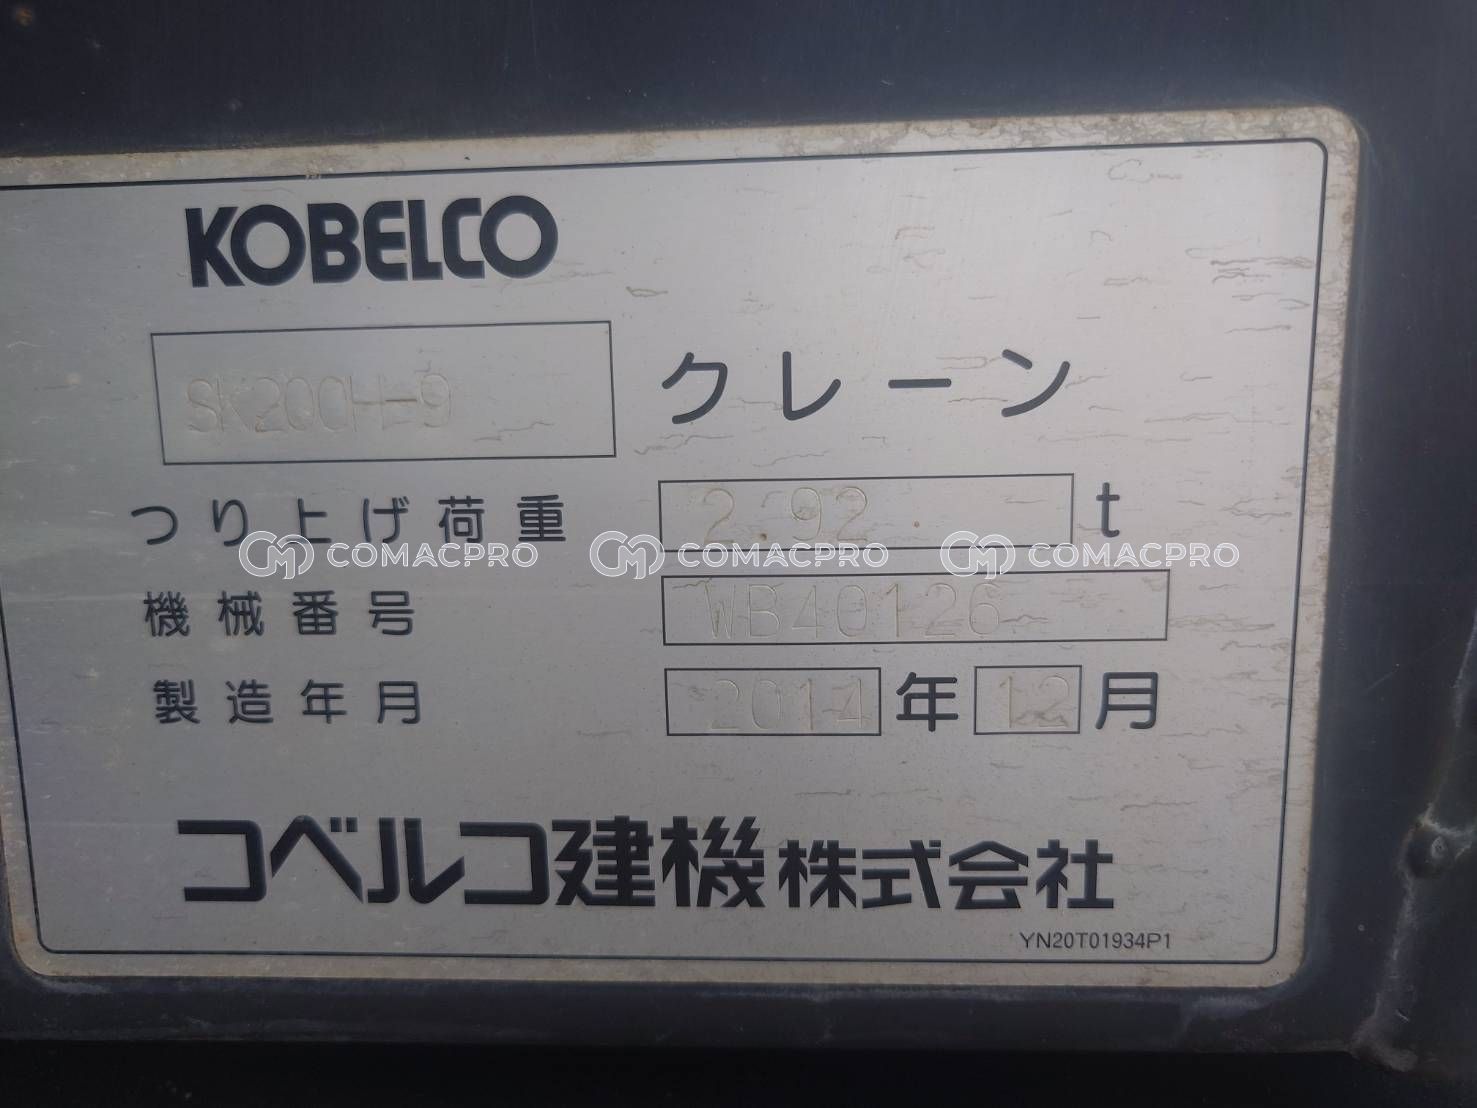 KOBELCO
SK200H-9 クレーン
つり上げ荷重 2.92 t
COMACPRO COMACPRO COMACPRO
機械番号 WB40126
製造年月 2014 年 12 月
コベルコ建機株式会社
YN20T01934P1